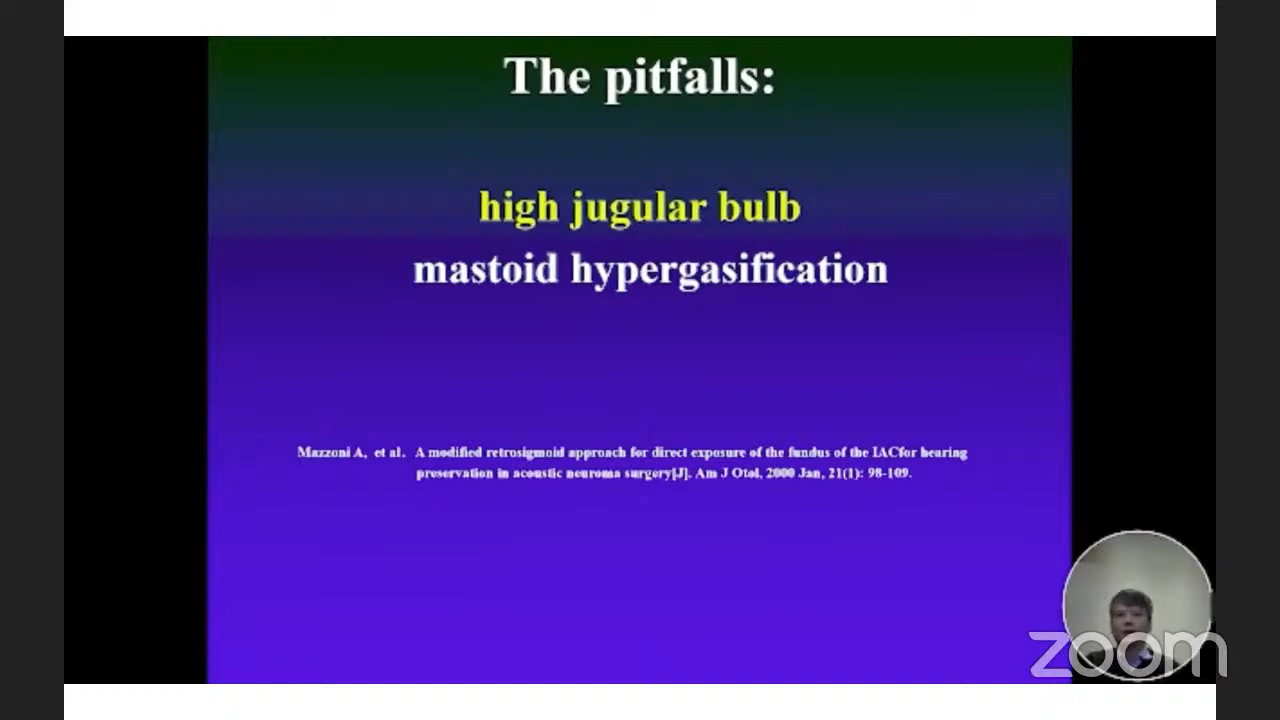 The pitfalls:
high jugular bulb
mastoid hypergasification
Mazzoni A, et al. A modified retrosigmoid approach for direct exposure of the fundus of the IACfor hearing
preservation in acoustic neuroma surgery[J]. Am J Otol, 2000 Jan, 21(1): 98-109.
zoom